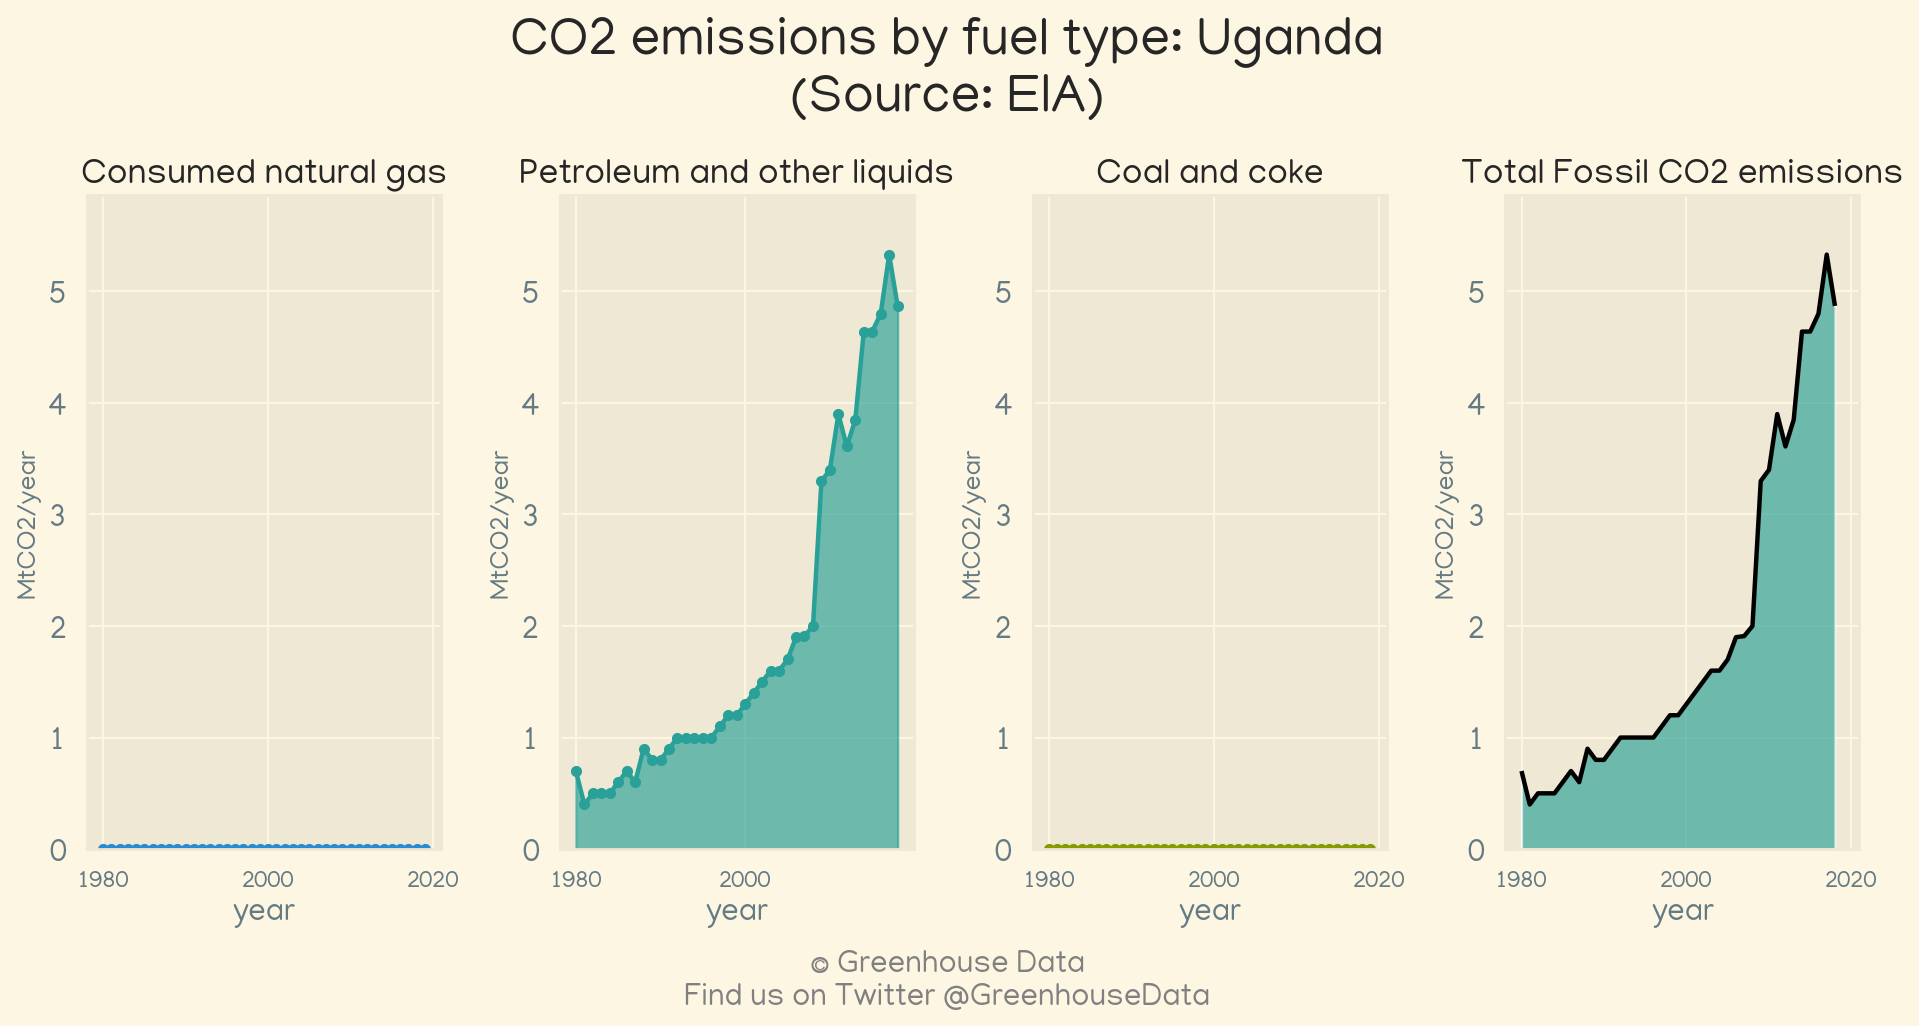 CO2 emissions by fuel type: Uganda
(Source: EIA)
Consumed natural gas
Petroleum and other liquids
Coal and coke
Total Fossil CO2 emissions
MtCO2/year
5
4
3
2
1
0
1980 2000 2020
year
MtCO2/year
5
4
3
2
1
0
1980 2000
year
MtCO2/year
5
4
3
2
1
0
1980 2000 2020
year
MtCO2/year
5
4
3
2
1
0
1980 2000 2020
year
© Greenhouse Data
Find us on Twitter @GreenhouseData